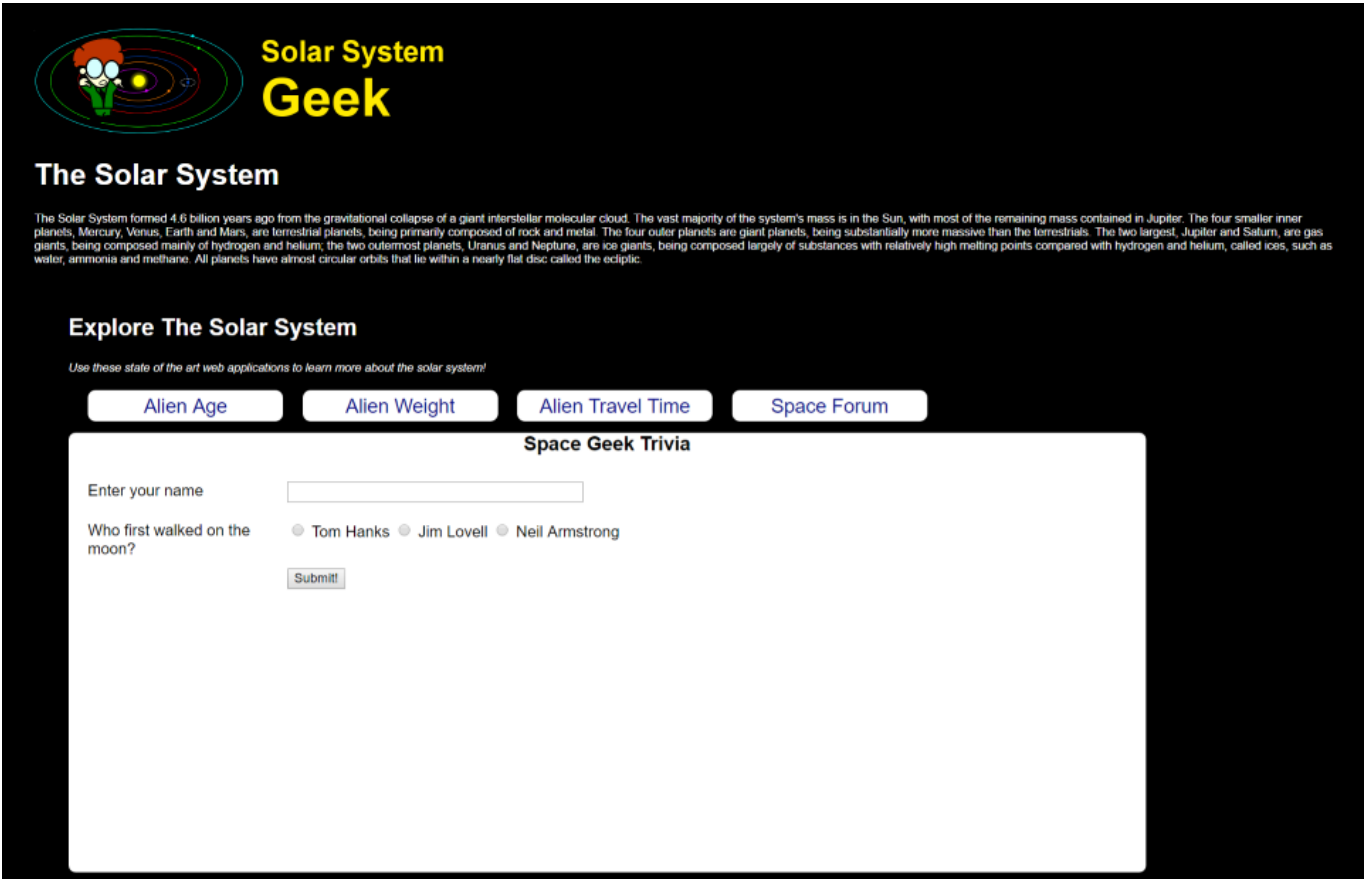 Solar System
Geek
The Solar System
The Solar System formed 4.6 billion years ago from the gravitational collapse of a giant interstellar molecular cloud. The vast majority of the system's mass is in the Sun, with most of the remaining mass contained in Jupiter. The four smaller inner
planets, Mercury, Venus, Earth and Mars, are terrestrial planets, being primarily composed of rock and metal. The four outer planets are giant planets, being substantially more massive than the terrestrials. The two largest, Jupiter and Saturn, are gas
giants, being composed mainly of hydrogen and helium; the two outermost planets, Uranus and Neptune, are ice giants, being composed largely of substances with relatively high melting points compared with hydrogen and helium, called ices, such as
water, ammonia and methane. All planets have almost circular orbits that lie within a nearly flat disc called the ecliptic.
Explore The Solar System
Use these state of the art web applications to learn more about the solar system!
Alien Age Alien Weight Alien Travel Time Space Forum
Space Geek Trivia
Enter your name
Who first walked on the Tom Hanks Jim Lovell Neil Armstrong
moon?
Submit!